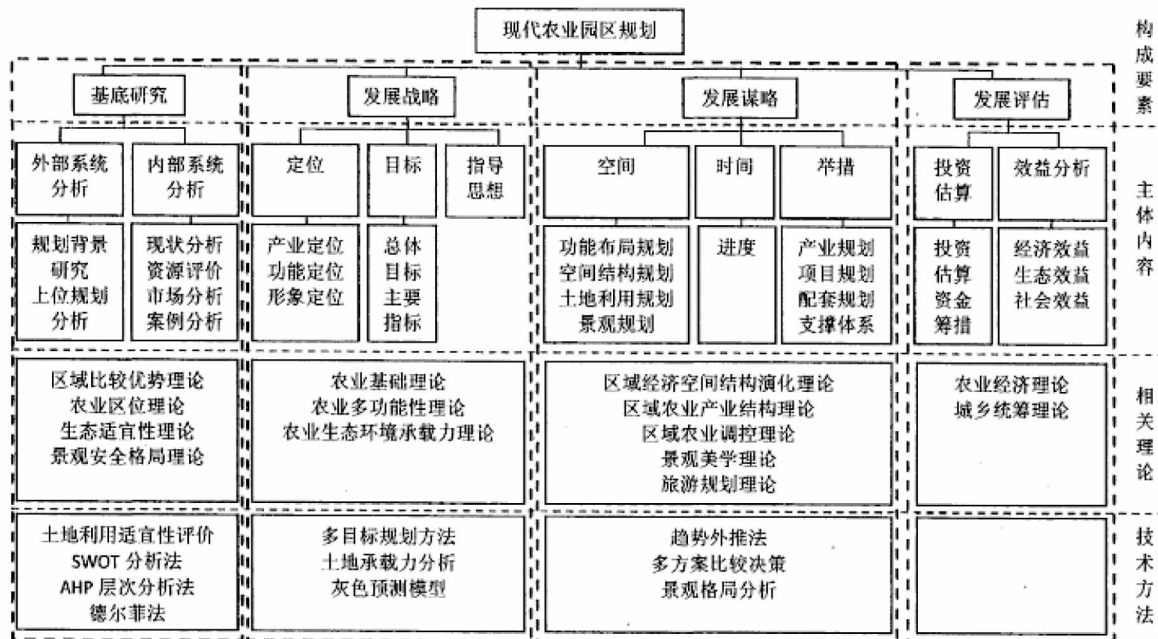 现代农业园区规划
构成要素
基底研究
发展战略
发展谋略
发展评估
主体内容
外部系统
分析
内部系统
分析
定位
目标
指导
思想
空间
时间
举措
投资
估算
效益分析
规划背景
研究
上位规划
分析
现状分析
资源评价
市场分析
案例分析
产业定位
功能定位
形象定位
总体
目标
主要
指标
功能布局规划
空间结构规划
土地利用规划
景观规划
进度
产业规划
项目规划
配套规划
支撑体系
投资
估算
资金
筹措
经济效益
生态效益
社会效益
相关理论
区域比较优势理论
农业区位理论
生态适宜性理论
景观安全格局理论
农业基础理论
农业多功能性理论
农业生态环境承载力理论
区域经济空间结构演化理论
区域农业产业结构理论
区域农业调控理论
景观美学理论
旅游规划理论
农业经济理论
城乡统筹理论
技术方法
土地利用适宜性评价
SWOT 分析法
AHP 层次分析法
德尔菲法
多目标规划方法
土地承载力分析
灰色预测模型
趋势外推法
多方案比较决策
景观格局分析